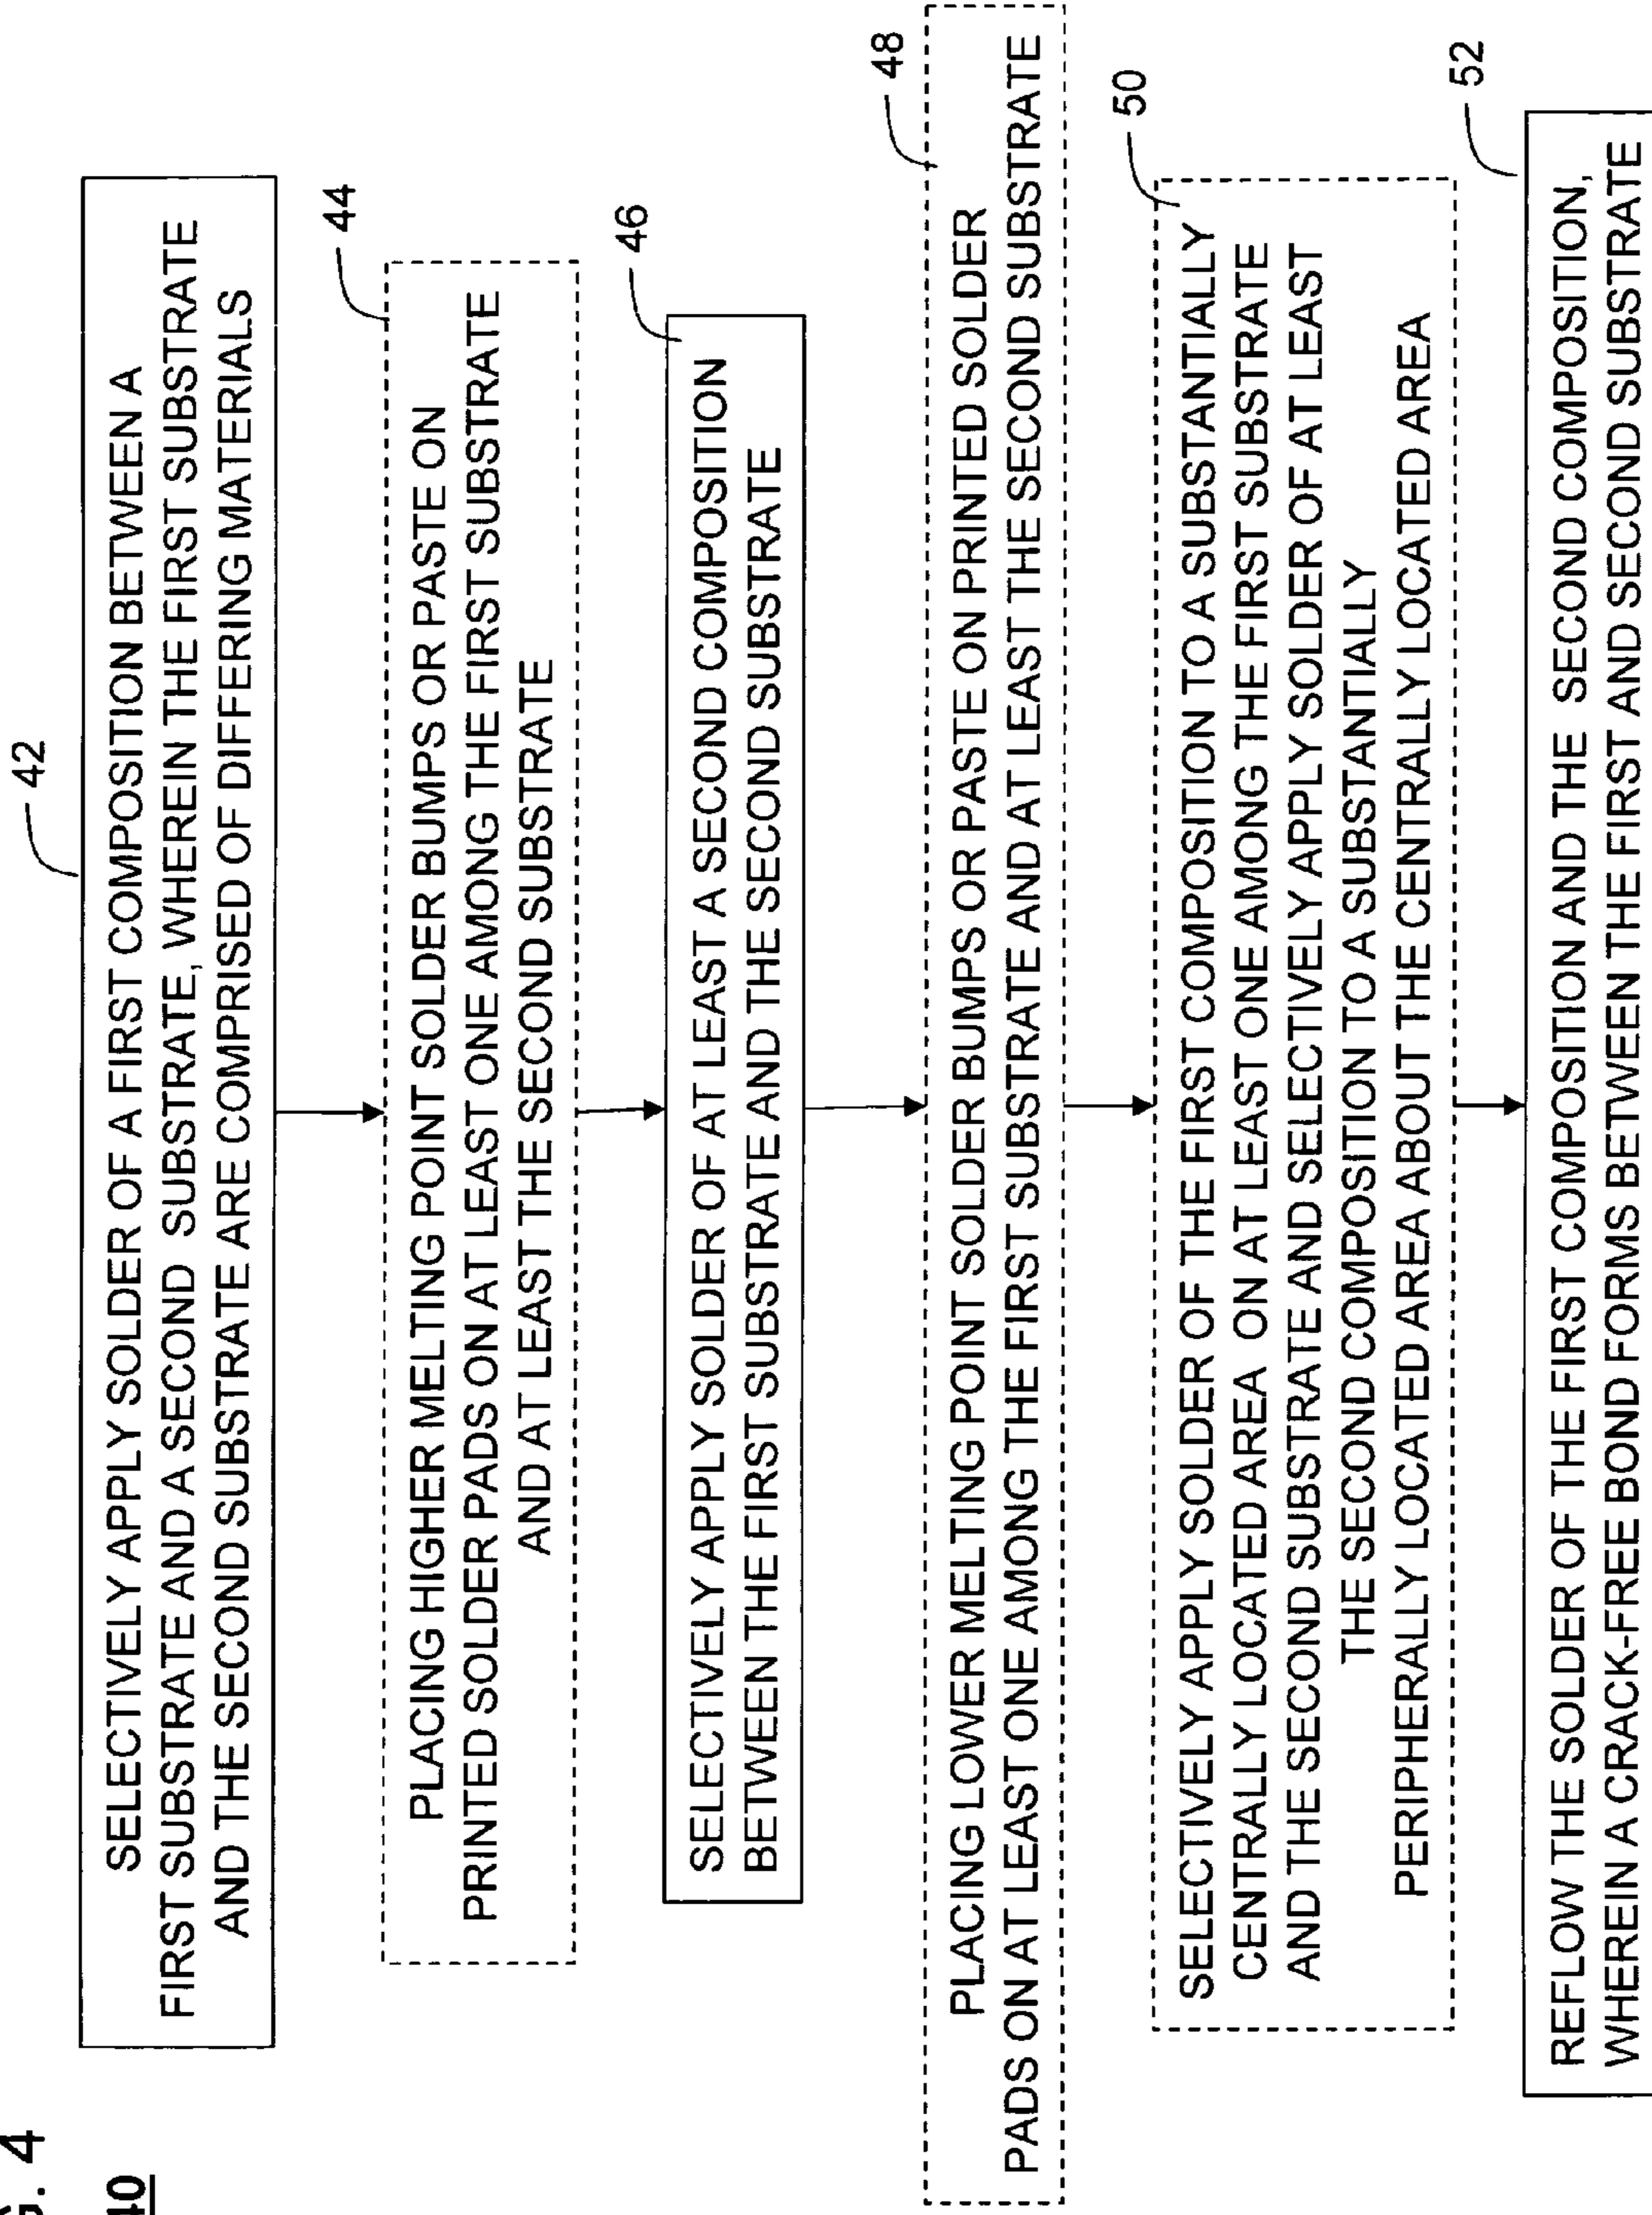 G. 4
40
42
SELECTIVELY APPLY SOLDER OF A FIRST COMPOSITION BETWEEN A
FIRST SUBSTRATE AND A SECOND SUBSTRATE, WHEREIN THE FIRST SUBSTRATE
AND THE SECOND SUBSTRATE ARE COMPRISED OF DIFFERING MATERIALS
44
PLACING HIGHER MELTING POINT SOLDER BUMPS OR PASTE ON
PRINTED SOLDER PADS ON AT LEAST ONE AMONG THE FIRST SUBSTRATE
AND AT LEAST THE SECOND SUBSTRATE
46
SELECTIVELY APPLY SOLDER OF AT LEAST A SECOND COMPOSITION
BETWEEN THE FIRST SUBSTRATE AND THE SECOND SUBSTRATE
48
PLACING LOWER MELTING POINT SOLDER BUMPS OR PASTE ON PRINTED SOLDER
PADS ON AT LEAST ONE AMONG THE FIRST SUBSTRATE AND AT LEAST THE SECOND SUBSTRATE
50
SELECTIVELY APPLY SOLDER OF THE FIRST COMPOSITION TO A SUBSTANTIALLY
CENTRALLY LOCATED AREA ON AT LEAST ONE AMONG THE FIRST SUBSTRATE
AND THE SECOND SUBSTRATE AND SELECTIVELY APPLY SOLDER OF AT LEAST
THE SECOND COMPOSITION TO A SUBSTANTIALLY
PERIPHERALLY LOCATED AREA ABOUT THE CENTRALLY LOCATED AREA
52
REFLOW THE SOLDER OF THE FIRST COMPOSITION AND THE SECOND COMPOSITION,
WHEREIN A CRACK-FREE BOND FORMS BETWEEN THE FIRST AND SECOND SUBSTRATE